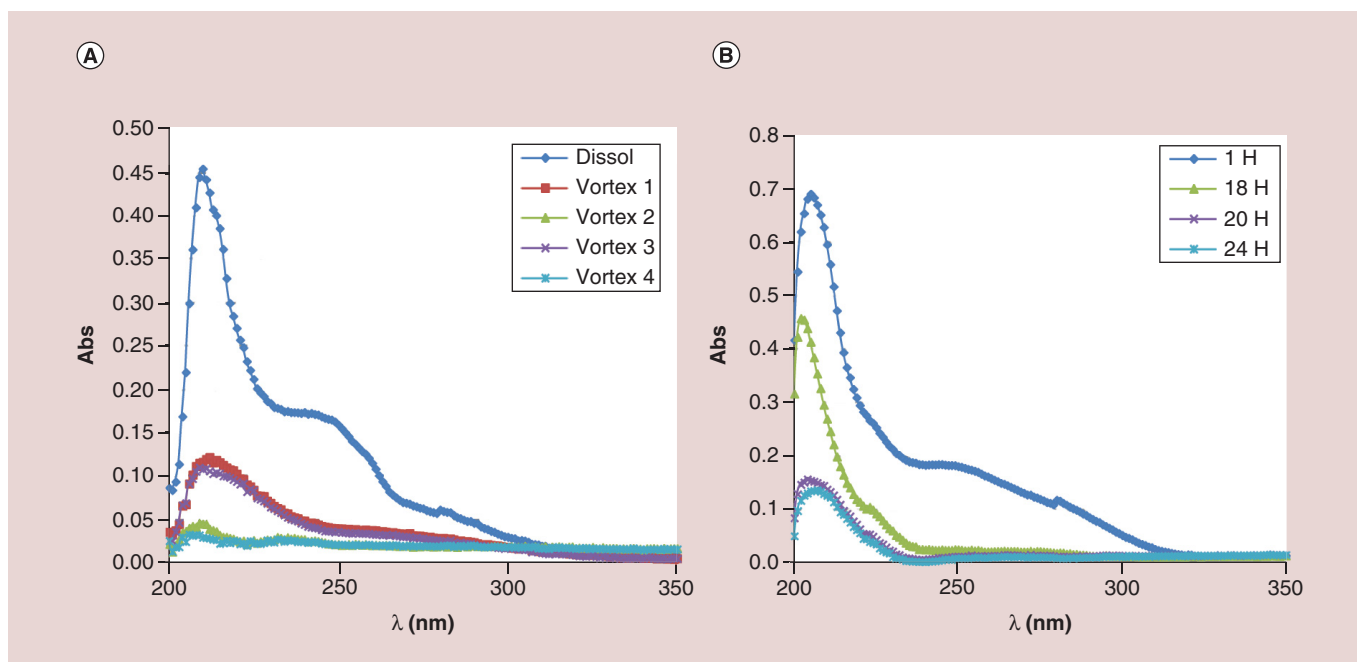 A
0.50
0.45
0.40
0.35
0.30
0.25
0.20
0.15
0.10
0.05
0.00
Abs
200
250
300
350
λ (nm)
Dissol
Vortex 1
Vortex 2
Vortex 3
Vortex 4
B
0.8
0.7
0.6
0.5
0.4
0.3
0.2
0.1
0.0
Abs
200
250
300
350
λ (nm)
1 H
18 H
20 H
24 H